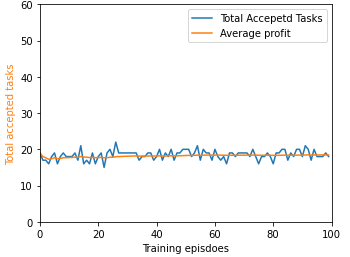 60
50
40
30
20
10
0
Total accepted tasks
Total Accepetd Tasks
Average profit
0 20 40 60 80 100
Training epsidoes